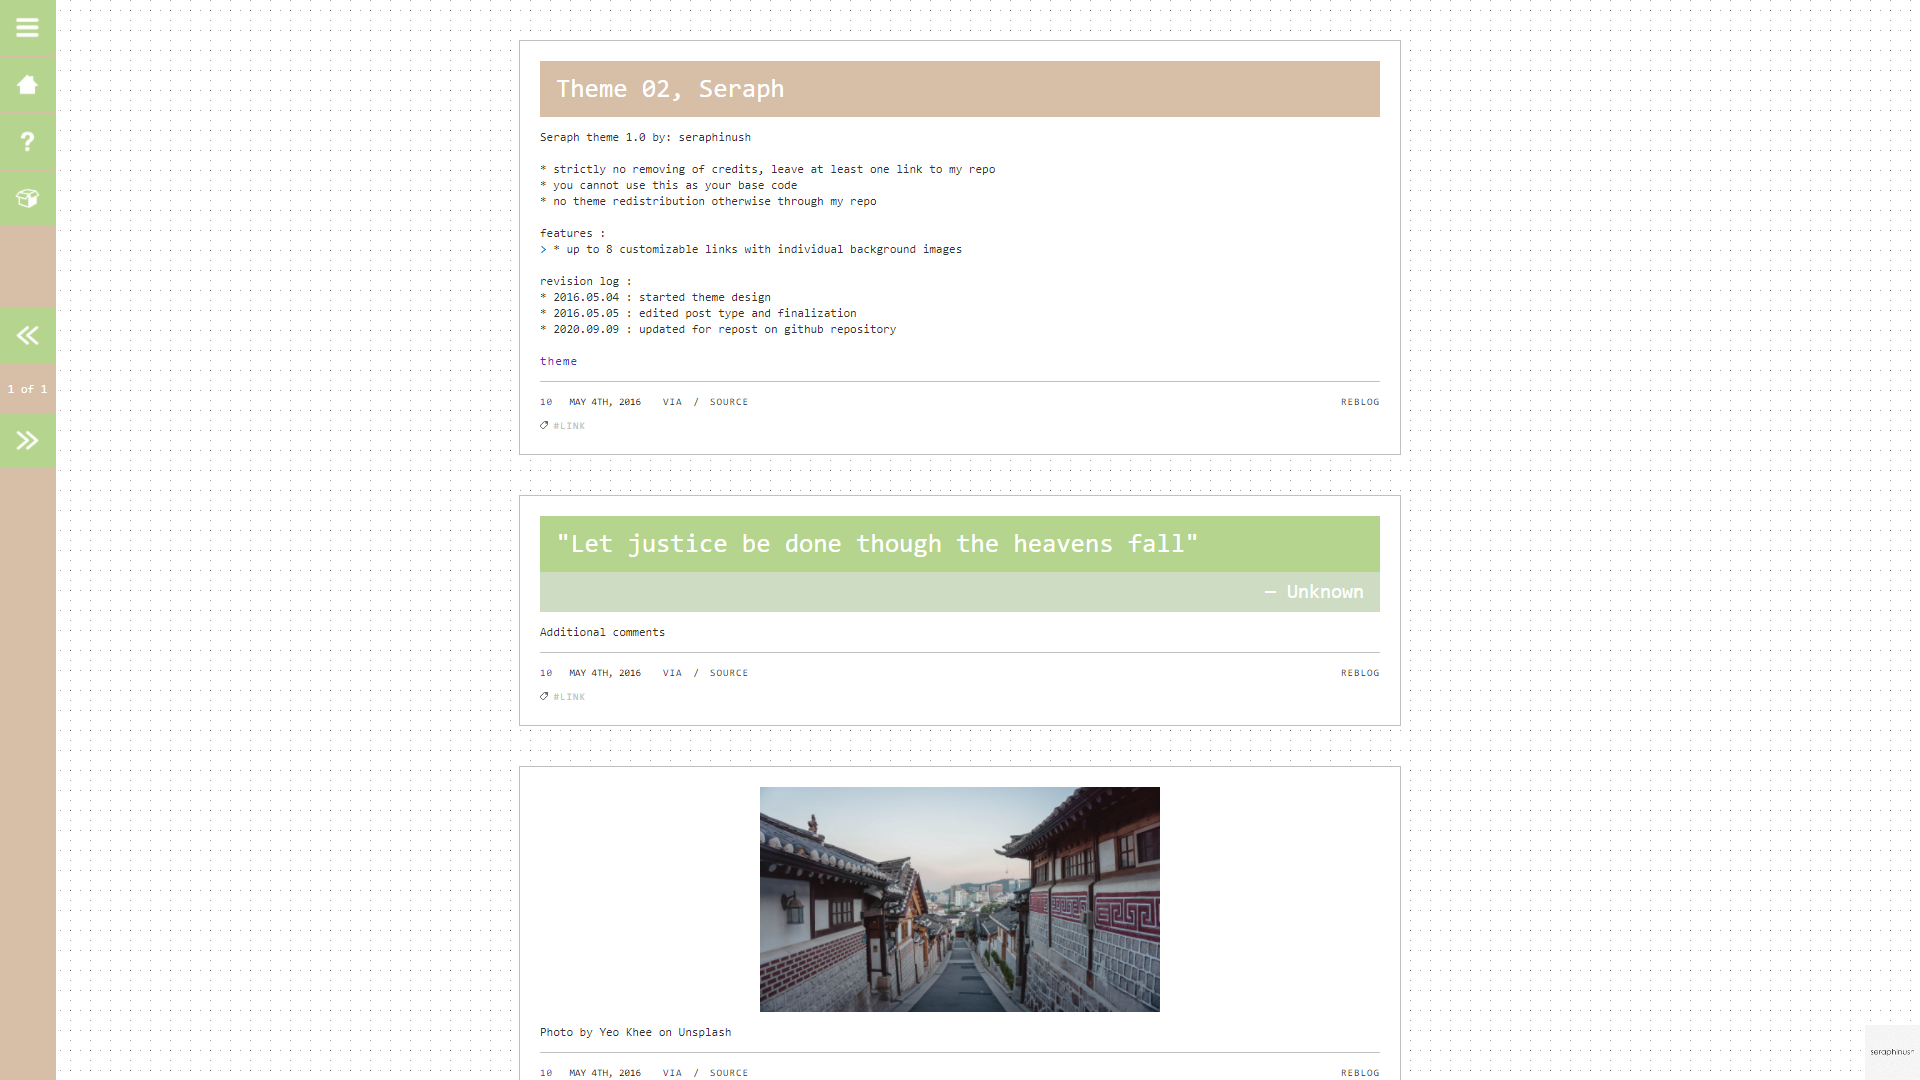 Theme 02, Seraph
Seraph theme 1.0 by: seraphinush
* strictly no removing of credits, leave at least one link to my repo
* you cannot use this as your base code
* no theme redistribution otherwise through my repo
features :
> * up to 8 customizable links with individual background images
revision log :
* 2016.05.04 : started theme design
* 2016.05.05 : edited post type and finalization
* 2020.09.09 : updated for repost on github repository
theme
10 MAY 4TH, 2016 VIA / SOURCE REBLOG
#LINK
1 of 1
"Let justice be done though the heavens fall"
— Unknown
Additional comments
10 MAY 4TH, 2016 VIA / SOURCE REBLOG
#LINK
Photo by Yeo Khee on Unsplash
10 MAY 4TH, 2016 VIA / SOURCE REBLOG
seraphinush